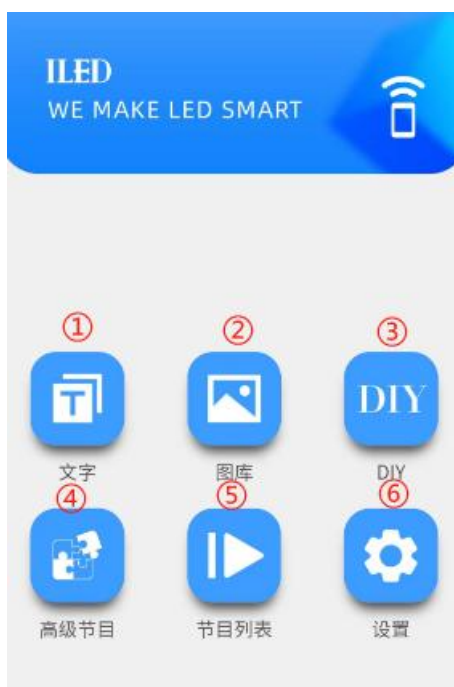 ILED
WE MAKE LED SMART
① ② ③
T DIY
文字 图库 DIY
④ ⑤ ⑥
高级节目 节目列表 设置